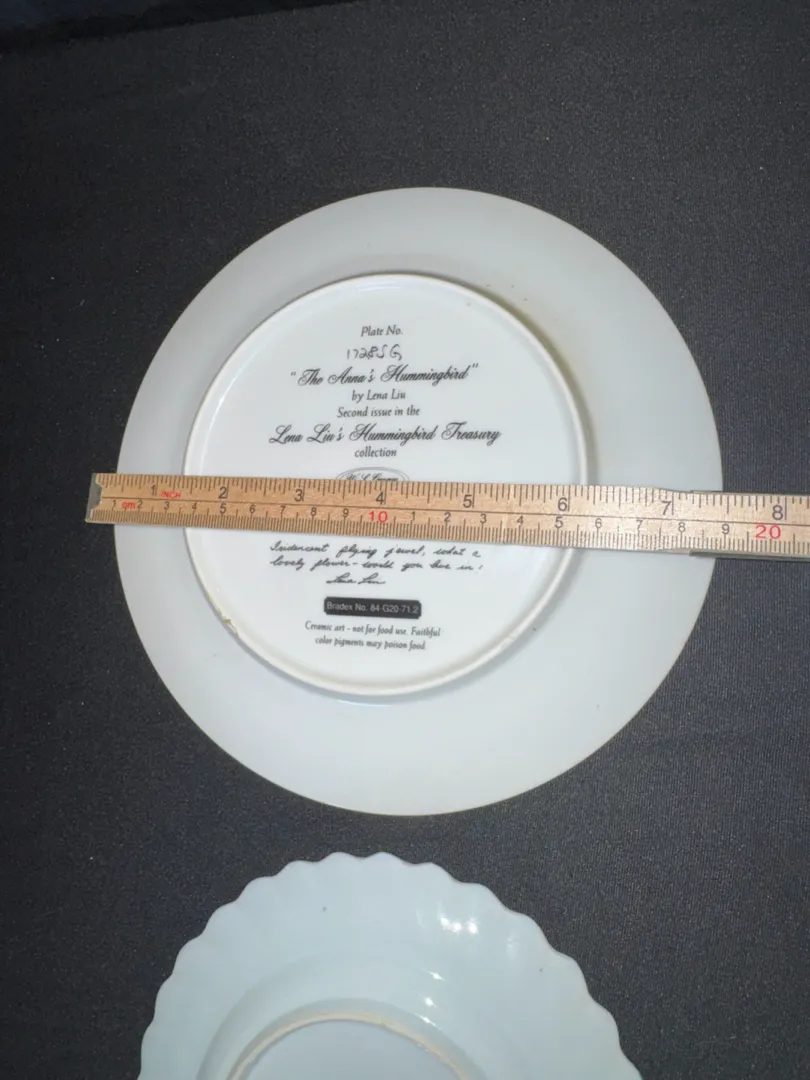 Plate No.
1728SG
"The Anna's Hummingbird"
by Lena Liu
Second issue in the
Lena Liu's Hummingbird Treasury
collection
1 INCH 2 3 4 5 6 7 8
1 cm 2 3 4 5 6 7 8 9 10 1 2 3 4 5 6 7 8 9 20
Iridescent flying jewel, what a
lovely flower - would you live in!
Lena Liu
Bradex No. 84-G20-71.2
Ceramic art - not for food use. Faithful
color pigments may poison food.